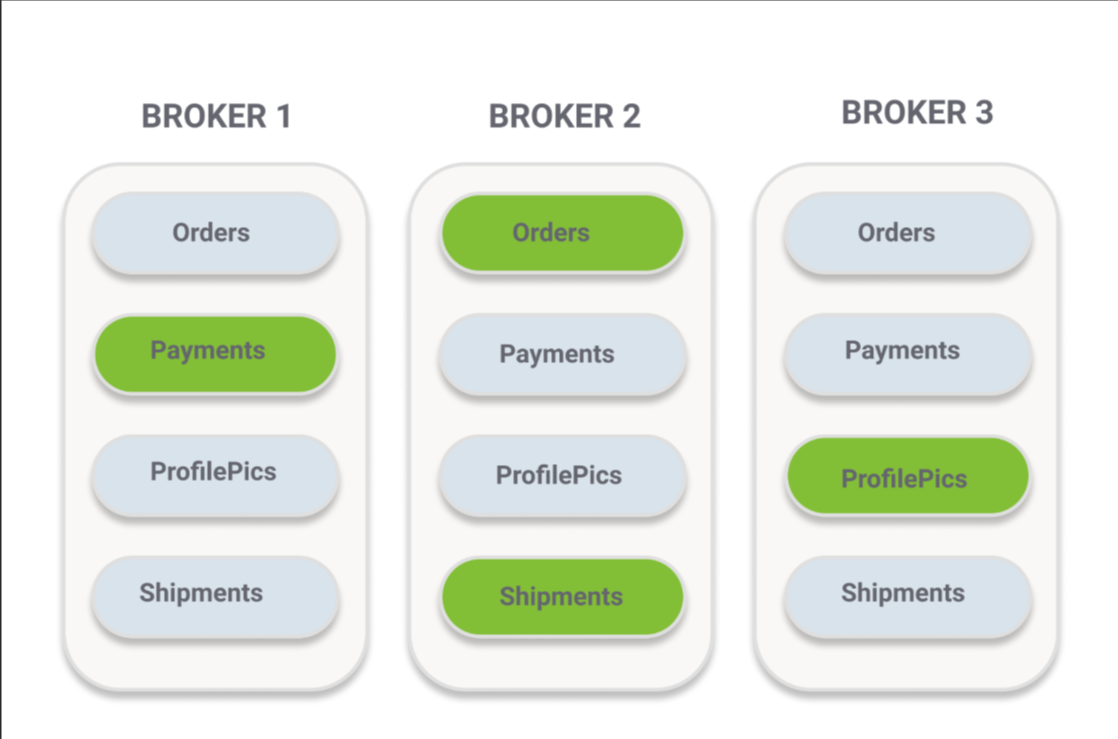 BROKER 1
Orders
Payments
ProfilePics
Shipments
BROKER 2
Orders
Payments
ProfilePics
Shipments
BROKER 3
Orders
Payments
ProfilePics
Shipments